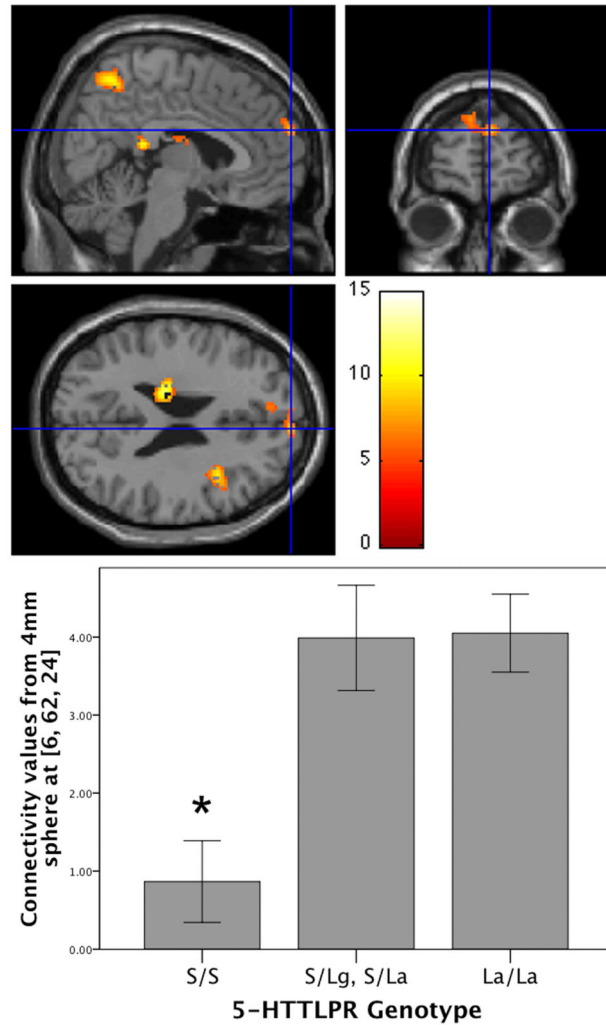 15
10
5
0
Connectivity values from 4mm
sphere at [6, 62, 24]
4.00
3.00
2.00
1.00
0.00
*
S/S
S/Lg, S/La
La/La
5-HTTLPR Genotype